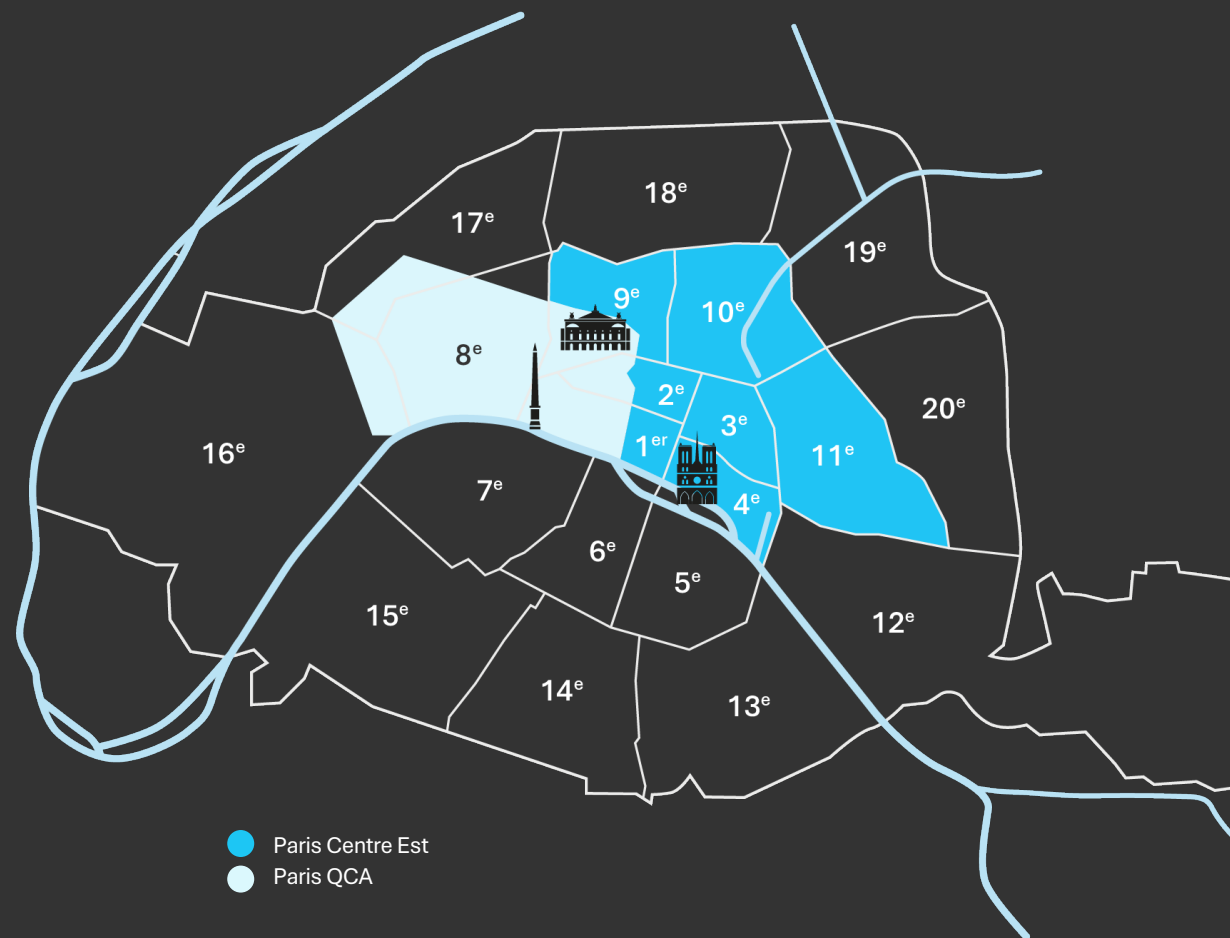 18ᵉ
17ᵉ
19ᵉ
9ᵉ
10ᵉ
8ᵉ
2ᵉ
20ᵉ
3ᵉ
1ᵉʳ
16ᵉ
11ᵉ
7ᵉ
4ᵉ
6ᵉ
5ᵉ
15ᵉ
12ᵉ
14ᵉ
13ᵉ
Paris Centre Est
Paris QCA